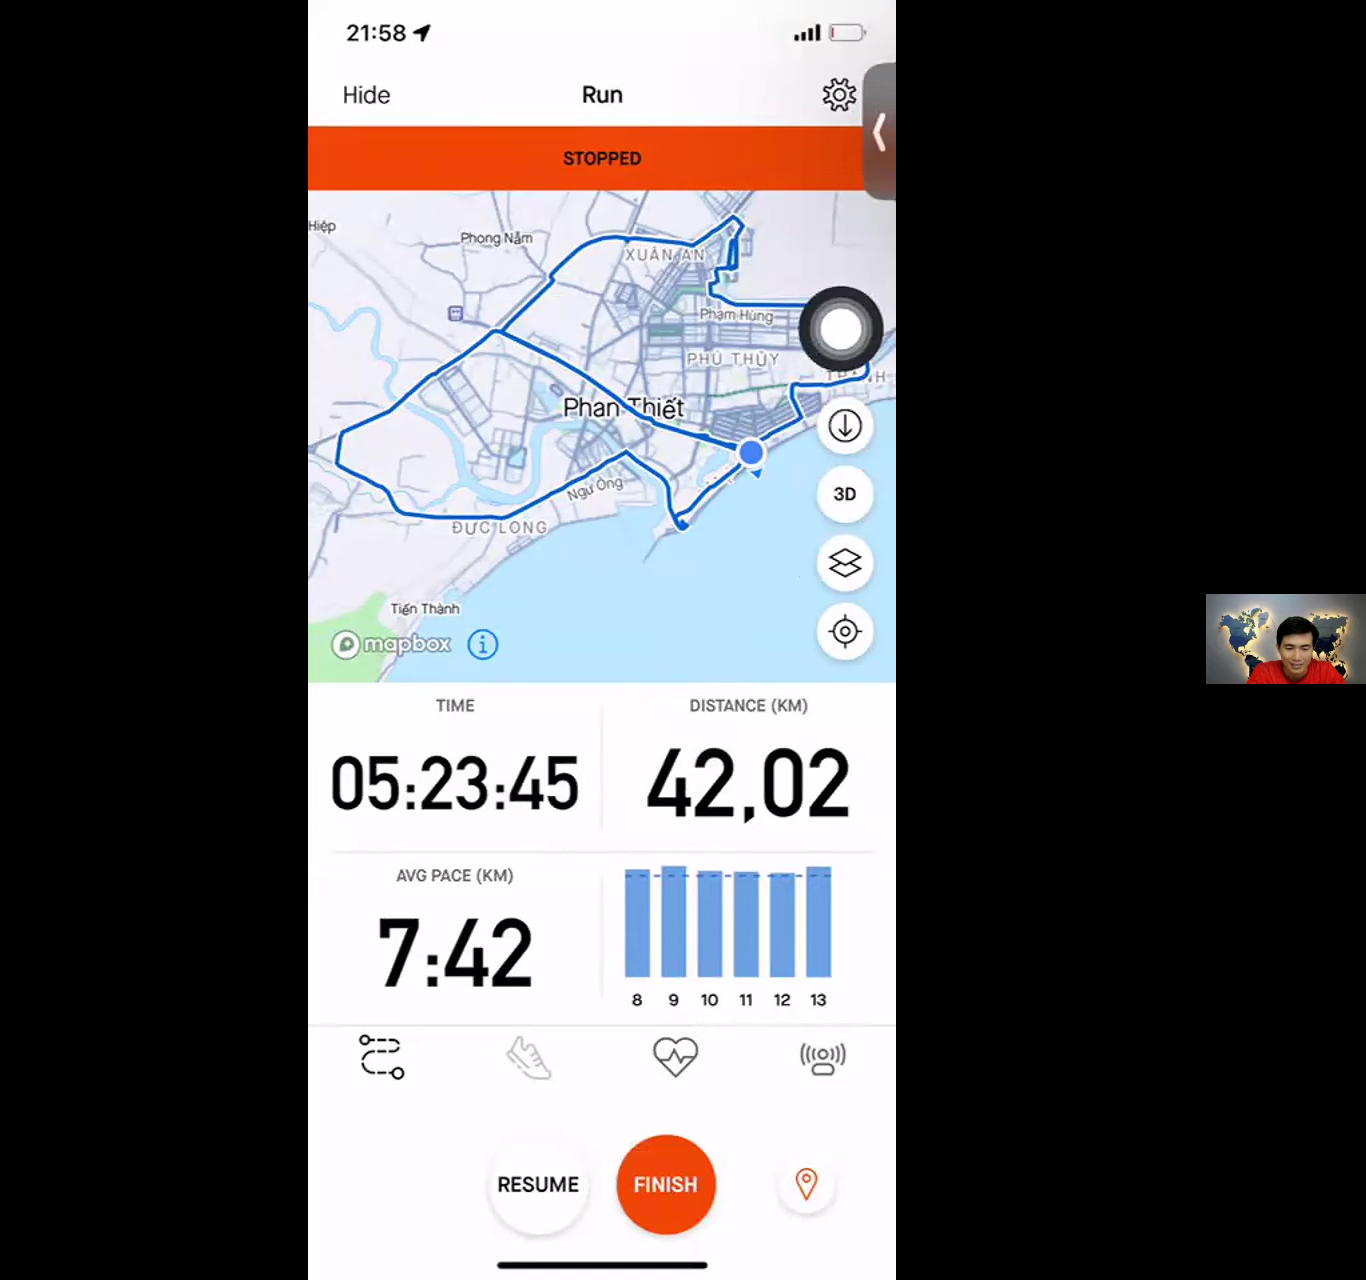 21:58
Hide
Run
STOPPED
Hiệp
Phong Nẫm
XUÂN AN
Phạm Hùng
PHÚ THỦY
Phan Thiết
3D
Ngư Ông
ĐỨC LONG
Tiến Thành
mapbox
TIME
DISTANCE (KM)
05:23:45
42,02
AVG PACE (KM)
7:42
8 9 10 11 12 13
RESUME
FINISH